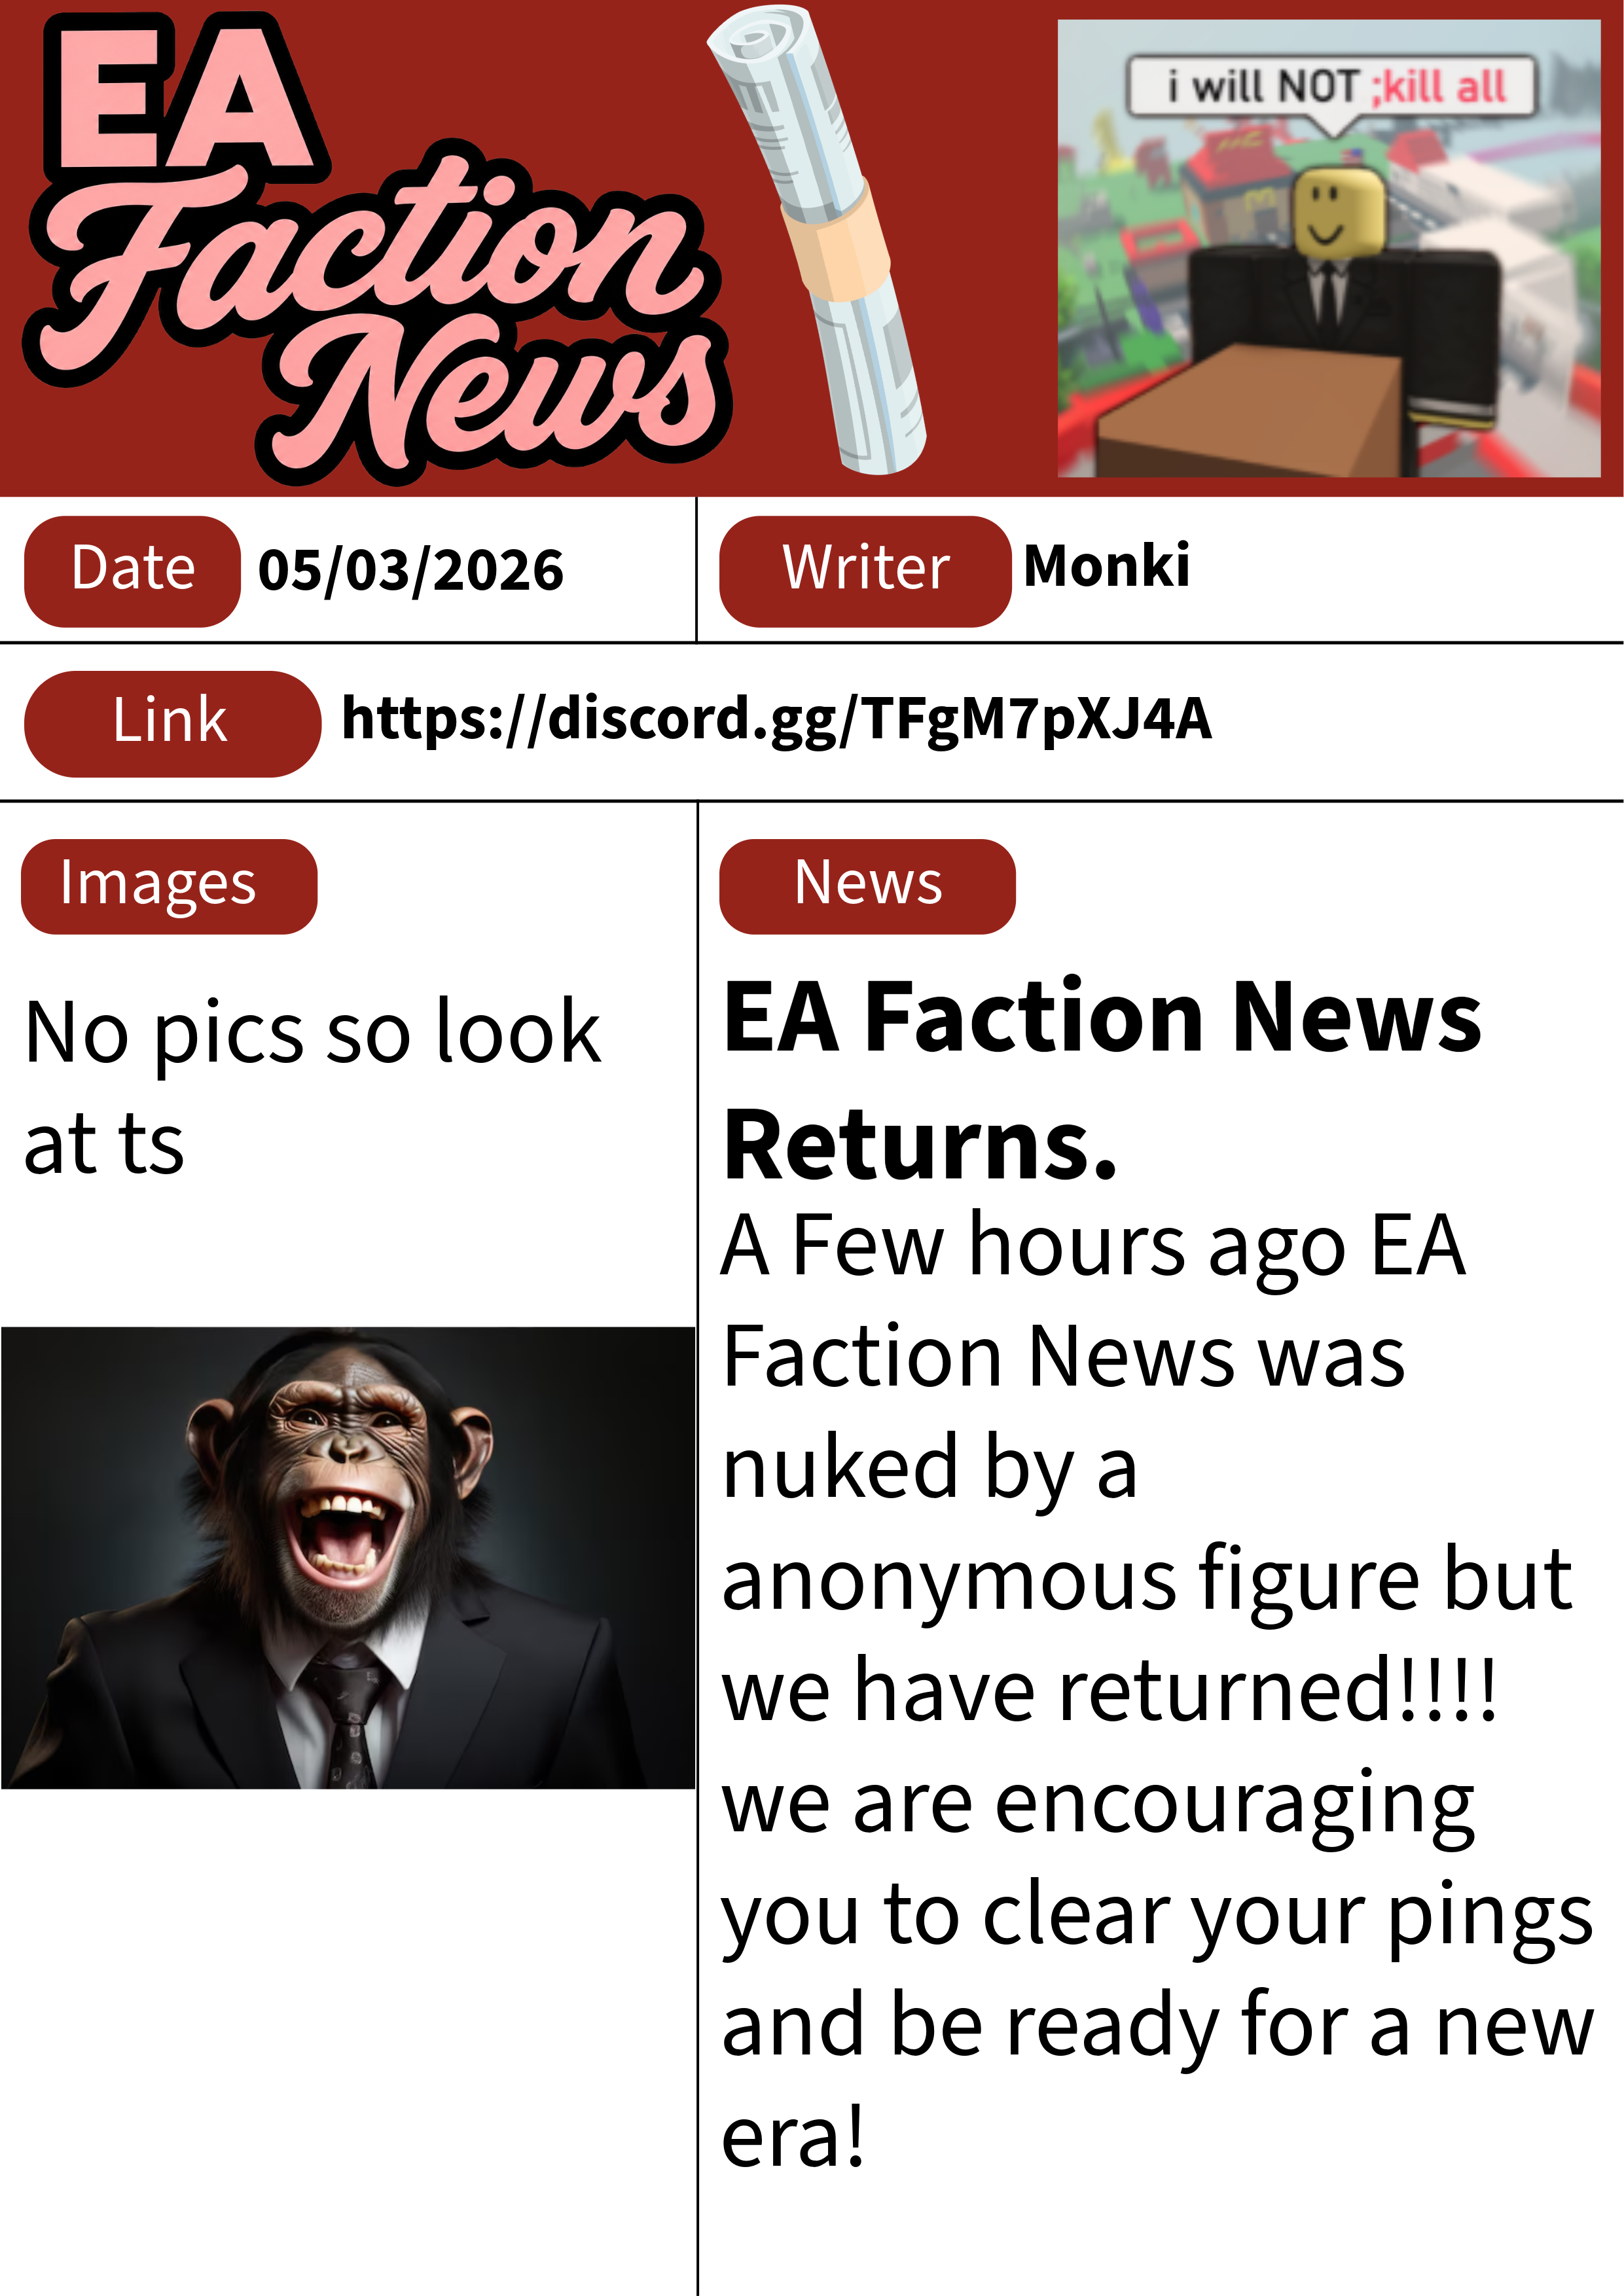 EA
Faction
News
i will NOT ;kill all
Date 05/03/2026
Writer Monki
Link https://discord.gg/TFgM7pXJ4A
Images
No pics so look
at ts
News
EA Faction News
Returns.
A Few hours ago EA
Faction News was
nuked by a
anonymous figure but
we have returned!!!!
we are encouraging
you to clear your pings
and be ready for a new
era!